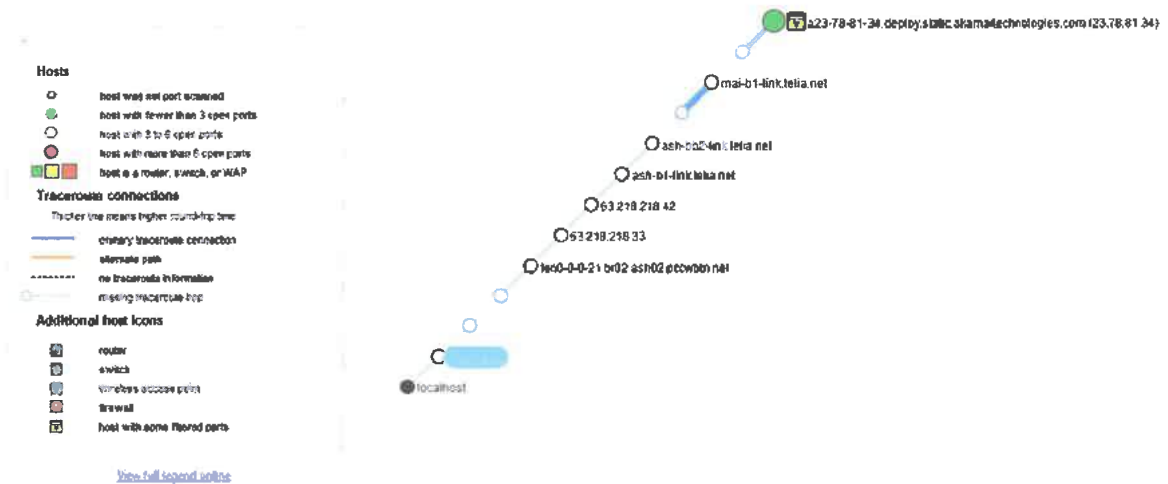 Hosts
host was not port scanned
host with fewer than 3 open ports
host with 3 to 6 open ports
host with more than 6 open ports
host is a router, switch, or WAP
Traceroute connections
Thicker line means higher round-trip time
primary traceroute connection
alternate path
no traceroute information
missing traceroute hop
Additional host icons
router
switch
wireless access point
firewall
host with some filtered ports
View full legend online
a23-78-81-34.deploy.static.akamaitechnologies.com (23.78.81.34)
mai-b1-link.telia.net
ash-bb2-link.telia.net
ash-b1-link.telia.net
63.218.218.42
63.218.218.33
br02.ash02.pccwbtn.net
localhost